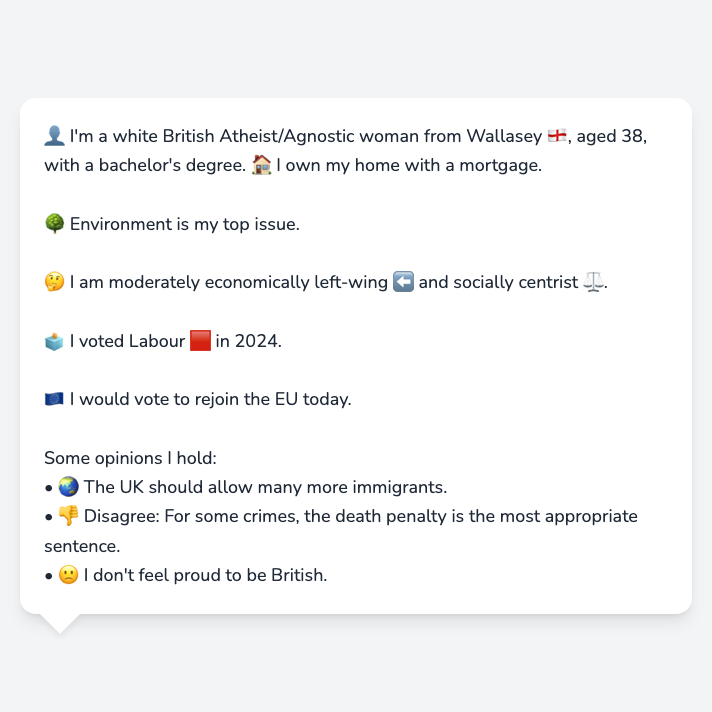 👤 I'm a white British Atheist/Agnostic woman from Wallasey 🏴󠁧󠁢󠁥󠁮󠁧󠁿, aged 38,
with a bachelor's degree. 🏠 I own my home with a mortgage.
🌳 Environment is my top issue.
🤔 I am moderately economically left-wing ⬅️ and socially centrist ⚖️.
🗳️ I voted Labour 🟥 in 2024.
🇪🇺 I would vote to rejoin the EU today.
Some opinions I hold:
• 🌏 The UK should allow many more immigrants.
• 👎 Disagree: For some crimes, the death penalty is the most appropriate
sentence.
• 🙁 I don't feel proud to be British.